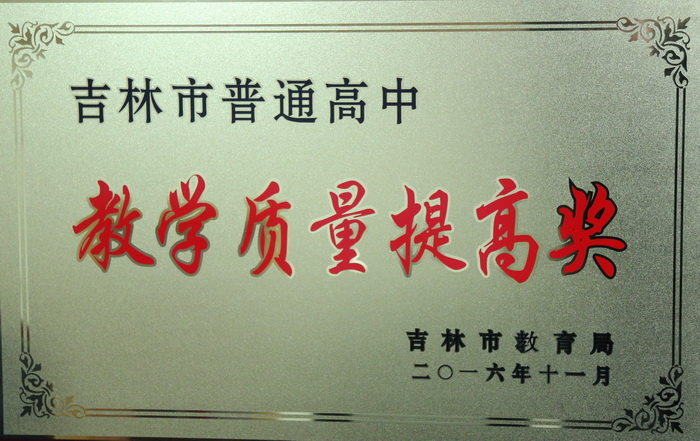 吉林市普通高中
教学质量提高奖
吉林市教育局
二〇一六年十一月